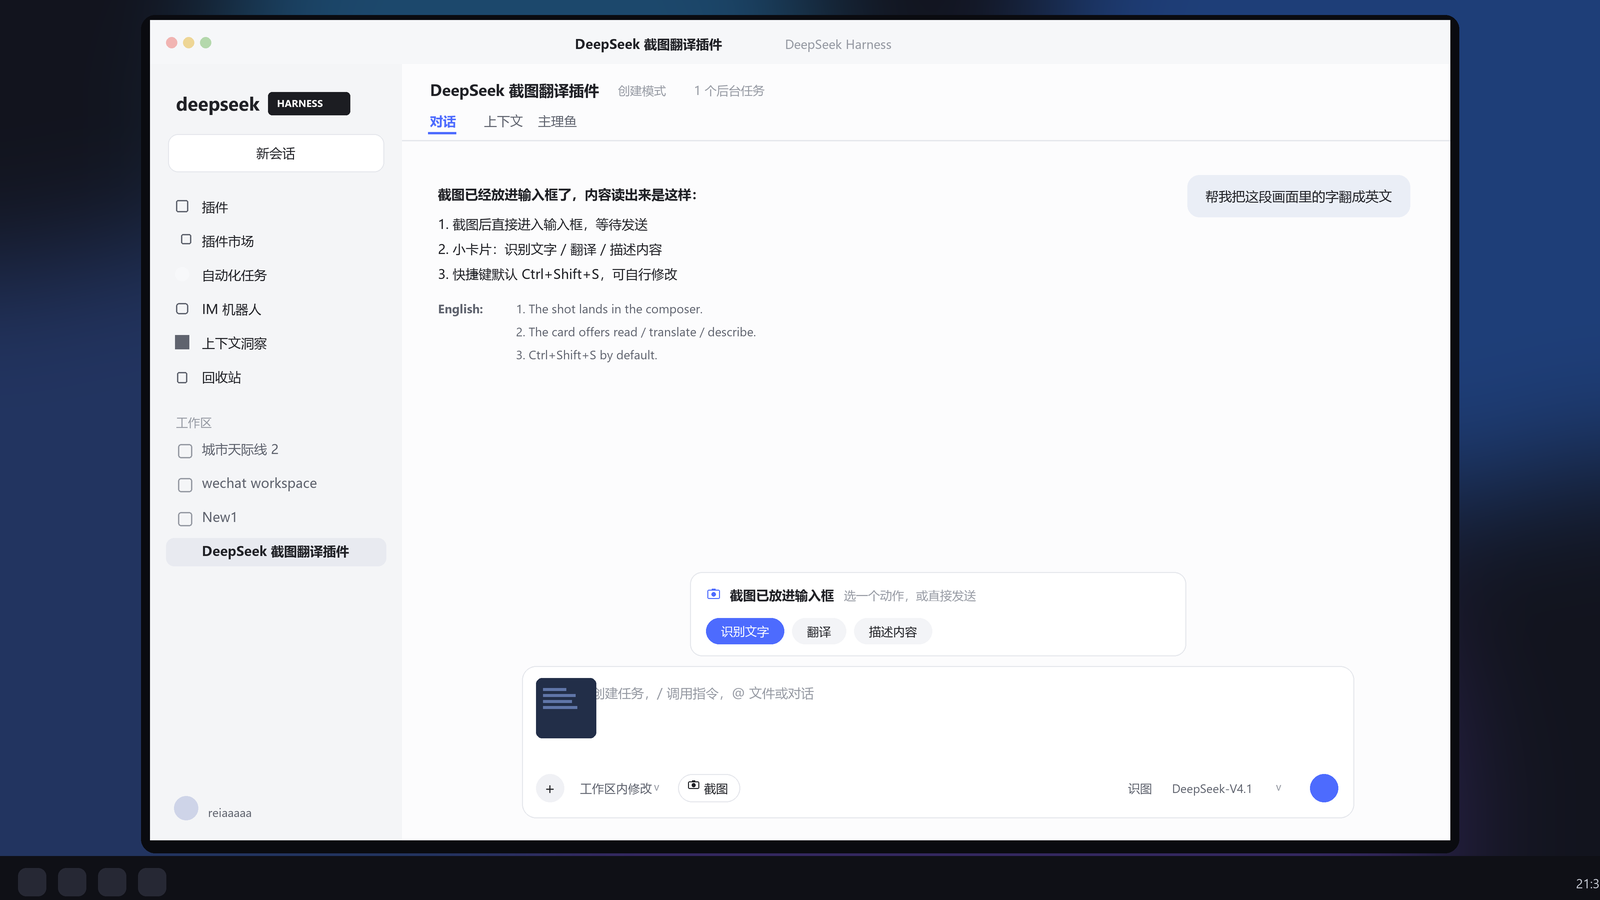 DeepSeek 截图翻译插件
DeepSeek Harness
deepseek HARNESS
新会话
插件
插件市场
自动化任务
IM 机器人
上下文洞察
回收站
工作区
城市天际线 2
wechat workspace
New1
DeepSeek 截图翻译插件
reiaaaaa
DeepSeek 截图翻译插件 创建模式 1 个后台任务
对话 上下文 主理鱼
帮我把这段画面里的字翻成英文
截图已经放进输入框了，内容读出来是这样：
1. 截图后直接进入输入框，等待发送
2. 小卡片：识别文字 / 翻译 / 描述内容
3. 快捷键默认 Ctrl+Shift+S，可自行修改
English: 1. The shot lands in the composer.
2. The card offers read / translate / describe.
3. Ctrl+Shift+S by default.
截图已放进输入框 选一个动作，或直接发送
识别文字 翻译 描述内容
创建任务，/ 调用指令，@ 文件或对话
+ 工作区内修改 v 截图 识图 DeepSeek-V4.1 v
21:3